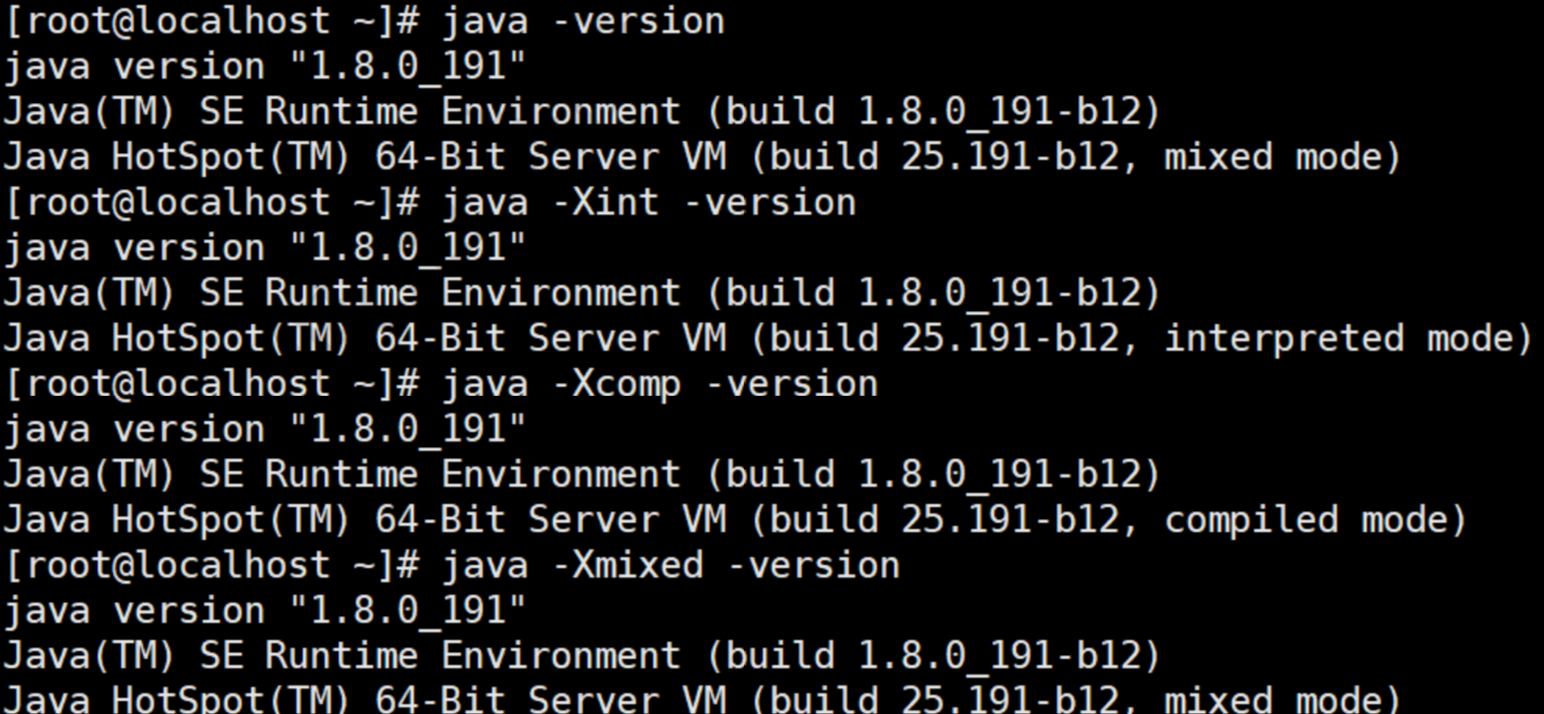 [root@localhost ~]# java -version
java version "1.8.0_191"
Java(TM) SE Runtime Environment (build 1.8.0_191-b12)
Java HotSpot(TM) 64-Bit Server VM (build 25.191-b12, mixed mode)
[root@localhost ~]# java -Xint -version
java version "1.8.0_191"
Java(TM) SE Runtime Environment (build 1.8.0_191-b12)
Java HotSpot(TM) 64-Bit Server VM (build 25.191-b12, interpreted mode)
[root@localhost ~]# java -Xcomp -version
java version "1.8.0_191"
Java(TM) SE Runtime Environment (build 1.8.0_191-b12)
Java HotSpot(TM) 64-Bit Server VM (build 25.191-b12, compiled mode)
[root@localhost ~]# java -Xmixed -version
java version "1.8.0_191"
Java(TM) SE Runtime Environment (build 1.8.0_191-b12)
Java HotSpot(TM) 64-Bit Server VM (build 25.191-b12, mixed mode)